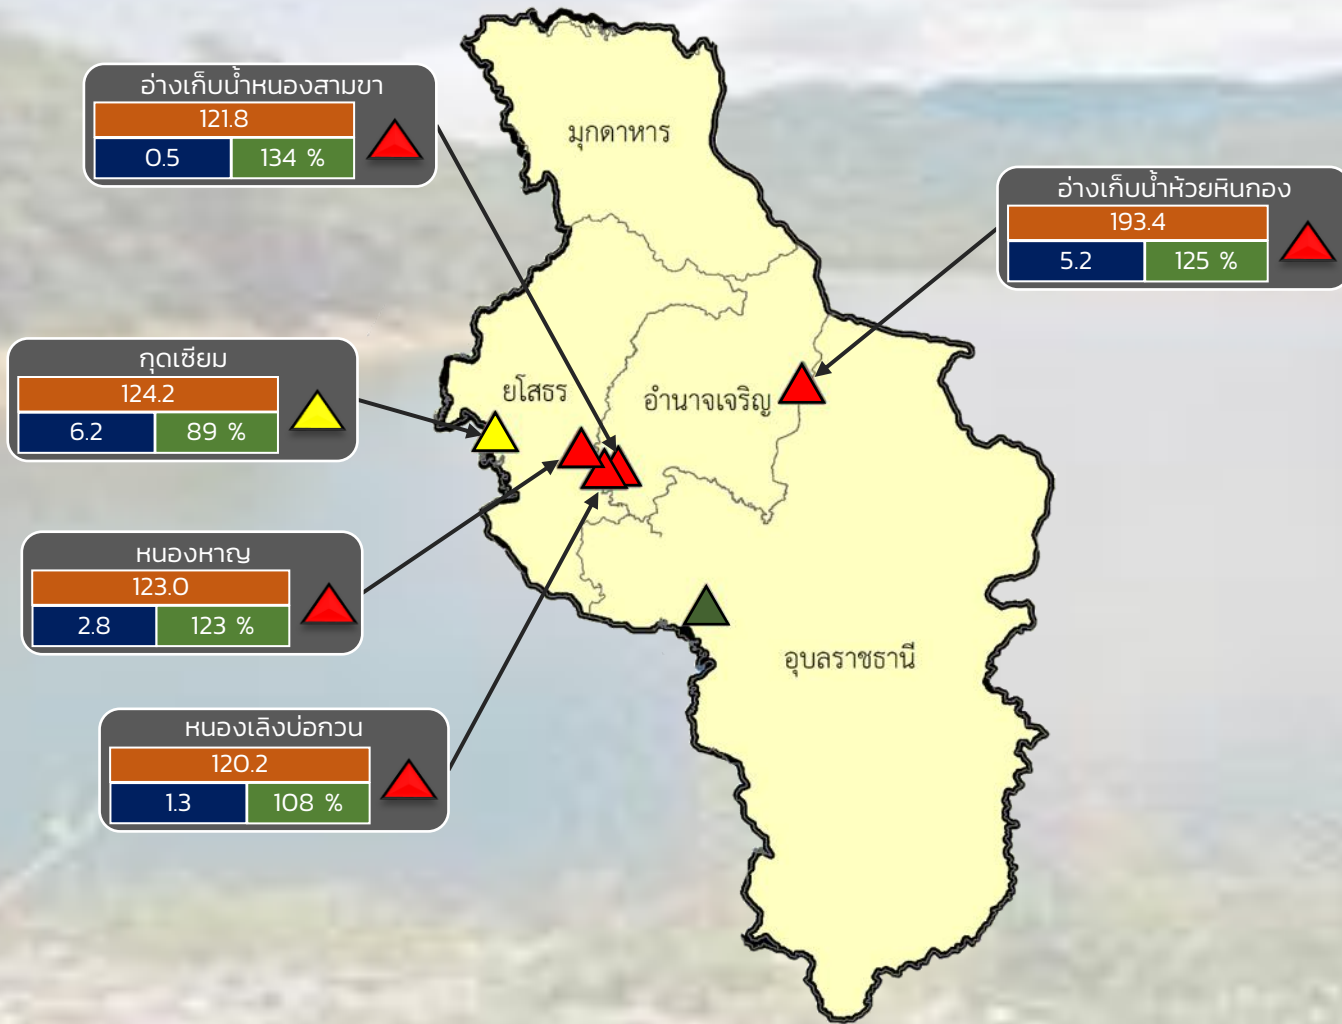 อ่างเก็บน้ำหนองสามขา
121.8
0.5 134 %
มุกดาหาร
อ่างเก็บน้ำห้วยหินกอง
193.4
5.2 125 %
กุดเซียม
124.2
6.2 89 %
ยโสธร
อำนาจเจริญ
หนองหาญ
123.0
2.8 123 %
อุบลราชธานี
หนองเลิงบ่อกวน
120.2
1.3 108 %